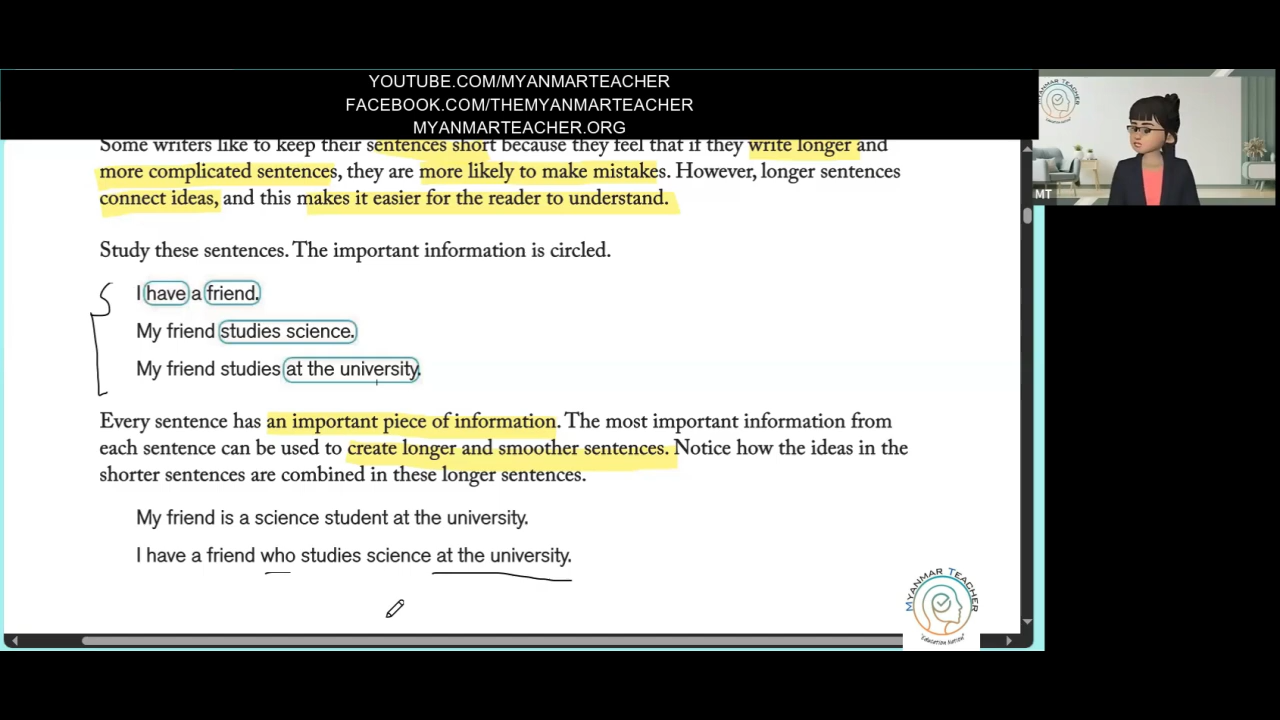 YOUTUBE.COM/MYANMARTEACHER
FACEBOOK.COM/THEMYANMARTEACHER
MYANMARTEACHER.ORG
MYANMAR TEACHER
MT
Some writers like to keep their sentences short because they feel that if they write longer and
more complicated sentences, they are more likely to make mistakes. However, longer sentences
connect ideas, and this makes it easier for the reader to understand.
Study these sentences. The important information is circled.
I have a friend.
My friend studies science.
My friend studies at the university.
Every sentence has an important piece of information. The most important information from
each sentence can be used to create longer and smoother sentences. Notice how the ideas in the
shorter sentences are combined in these longer sentences.
My friend is a science student at the university.
I have a friend who studies science at the university.
MYANMAR TEACHER
"Education Nation"